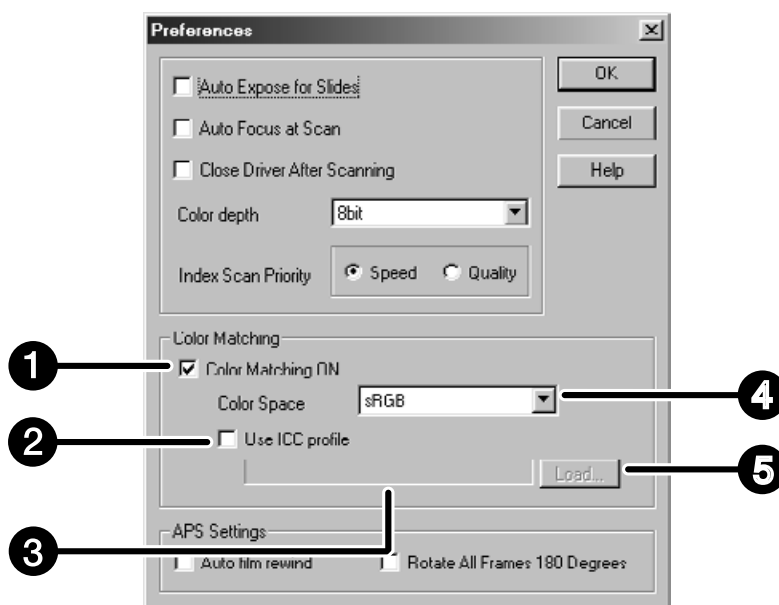 Preferences
Auto Expose for Slides
OK
Auto Focus at Scan
Cancel
Close Driver After Scanning
Help
Color depth 8bit
Index Scan Priority Speed Quality
Color Matching
1 Color Matching ON
Color Space sRGB 4
2 Use ICC profile
Load... 5
3
APS Settings
Auto film rewind Rotate All Frames 180 Degrees